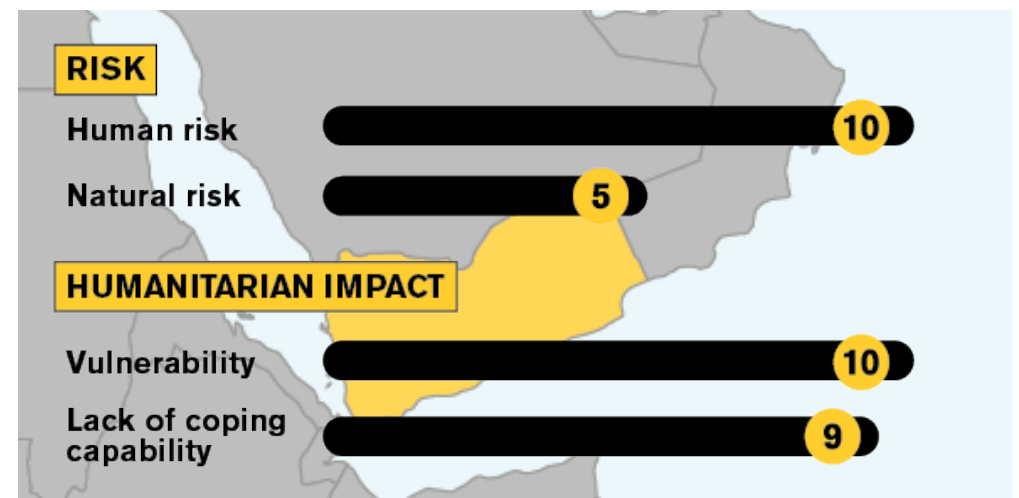 RISK
Human risk 10
Natural risk 5
HUMANITARIAN IMPACT
Vulnerability 10
Lack of coping
capability 9